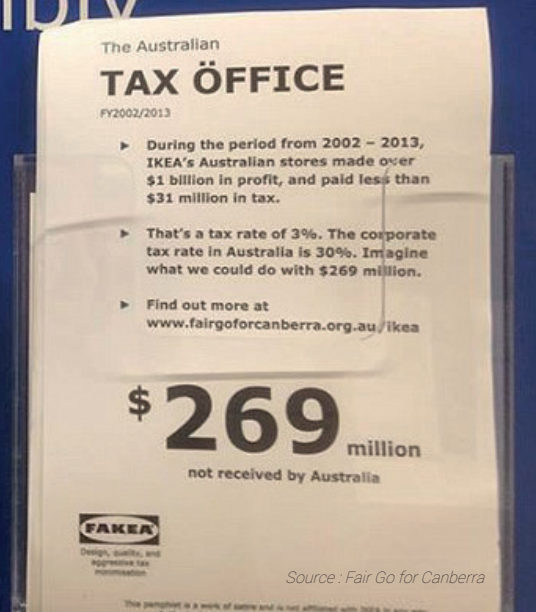 The Australian
TAX ÖFFICE
FY2002/2013
► During the period from 2002 – 2013,
IKEA's Australian stores made over
$1 billion in profit, and paid less than
$31 million in tax.
► That's a tax rate of 3%. The corporate
tax rate in Australia is 30%. Imagine
what we could do with $269 million.
► Find out more at
www.fairgoforcanberra.org.au/ikea
$269 million
not received by Australia
FAKEA
Design, quality, and
aggressive tax
minimisation
Source : Fair Go for Canberra
This pamphlet is a work of satire and is not affiliated with IKEA in any way